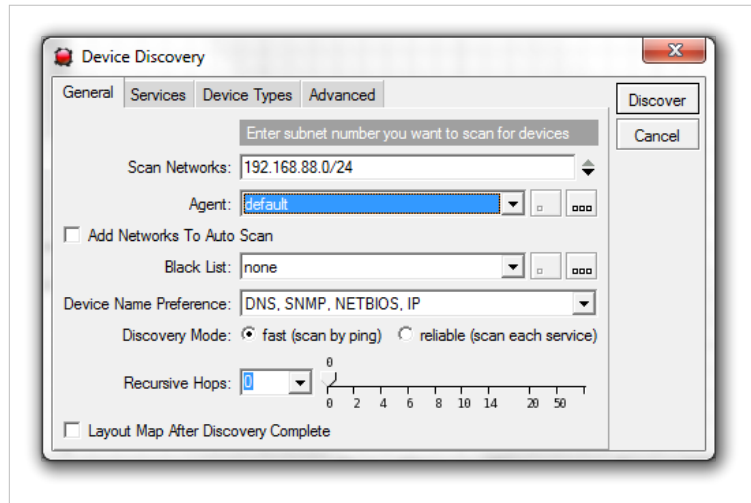 Device Discovery
General Services Device Types Advanced
Discover
Enter subnet number you want to scan for devices
Cancel
Scan Networks: 192.168.88.0/24
Agent: default
Add Networks To Auto Scan
Black List: none
Device Name Preference: DNS, SNMP, NETBIOS, IP
Discovery Mode: fast (scan by ping) reliable (scan each service)
0
Recursive Hops: 0
0 2 4 6 8 10 14 20 50
Layout Map After Discovery Complete